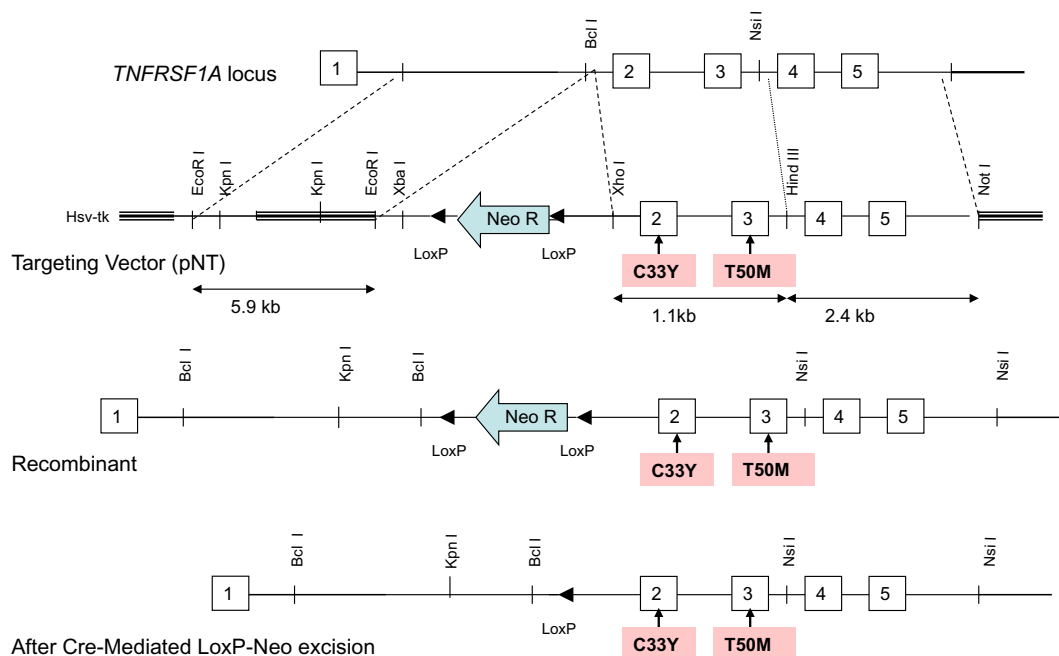 Bcl I
Nsi I
1
2
3
4
5
TNFRSF1A locus
EcoR I
Kpn I
Kpn I
EcoR I
Xba I
Xho I
Hind III
Not I
Hsv-tk
Neo R
2
3
4
5
LoxP
LoxP
Targeting Vector (pNT)
C33Y
T50M
5.9 kb
1.1kb
2.4 kb
Bcl I
Kpn I
Bcl I
Nsi I
Nsi I
1
Neo R
2
3
4
5
LoxP
LoxP
Recombinant
C33Y
T50M
Bcl I
Kpn I
Bcl I
Nsi I
Nsi I
1
2
3
4
5
LoxP
After Cre-Mediated LoxP-Neo excision
C33Y
T50M